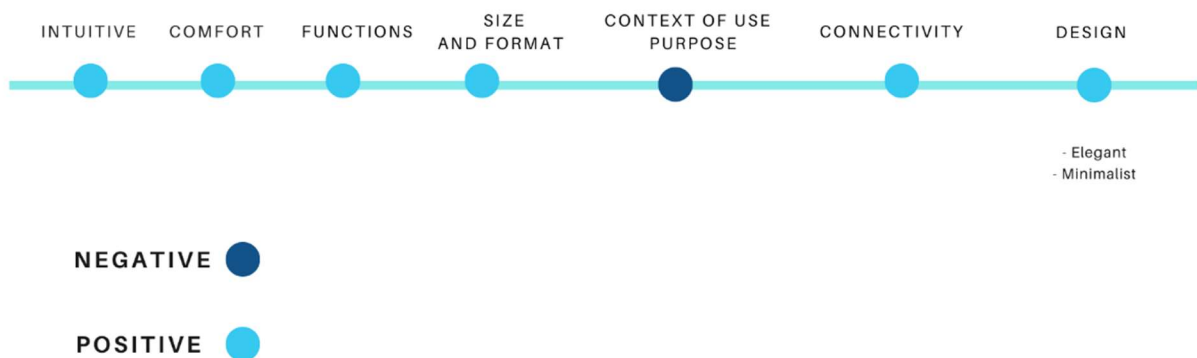 INTUITIVE
COMFORT
FUNCTIONS
SIZE
AND FORMAT
CONTEXT OF USE
PURPOSE
CONNECTIVITY
DESIGN
- Elegant
- Minimalist
NEGATIVE
POSITIVE